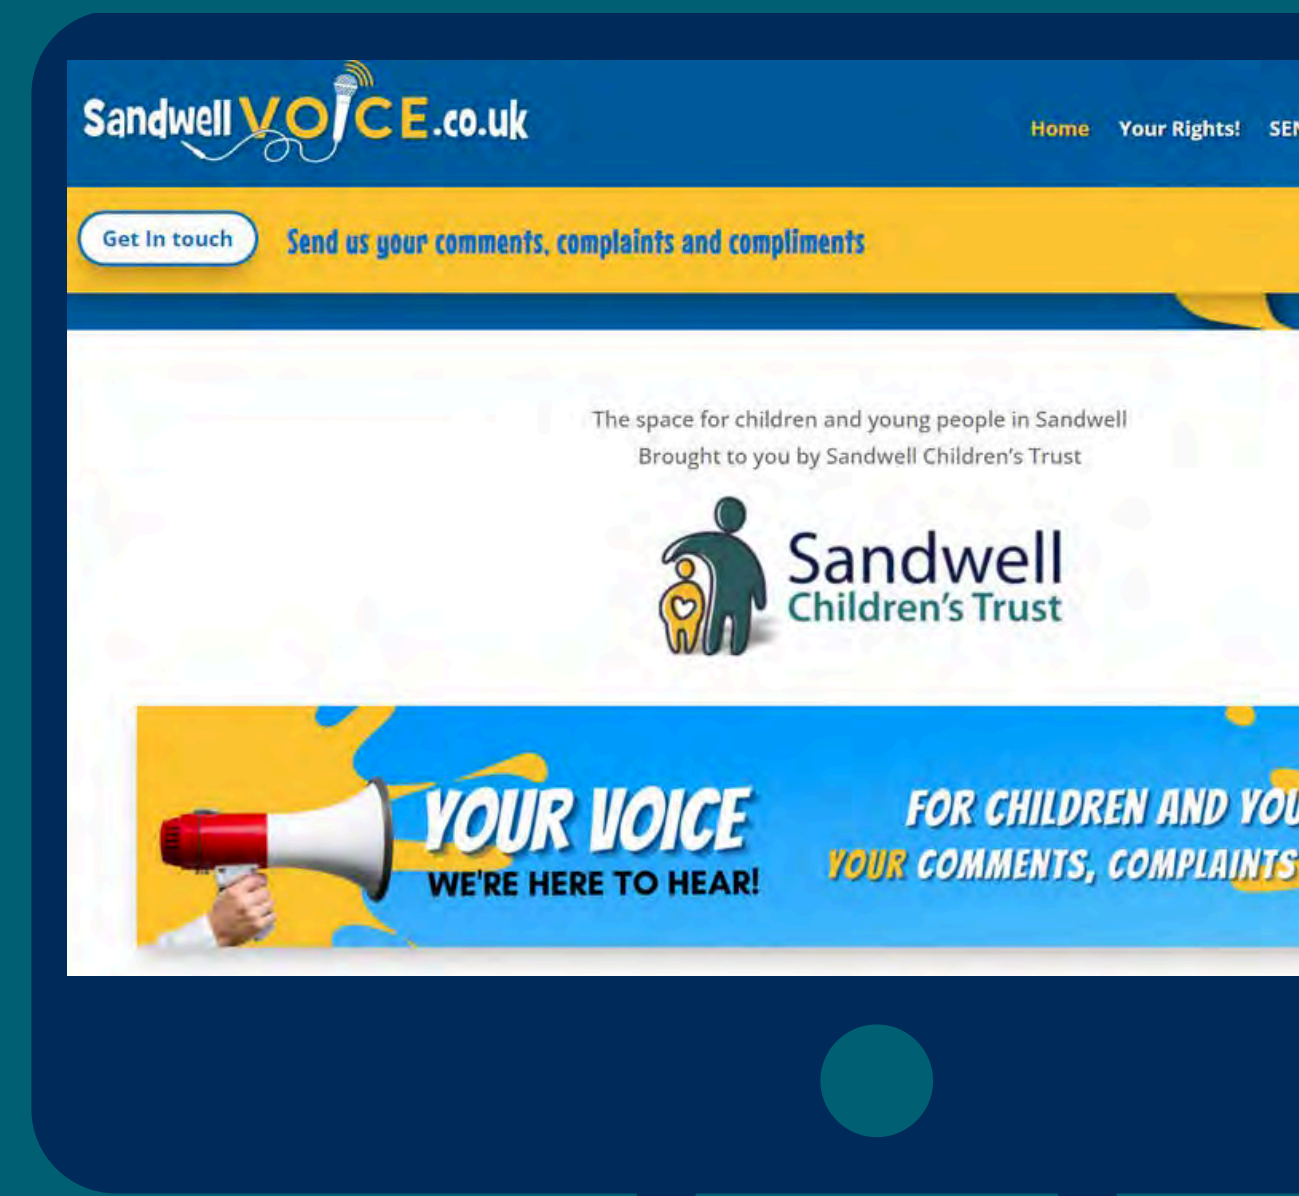 Sandwell VOICE.co.uk
Home Your Rights!
Get In touch
Send us your comments, complaints and compliments
The space for children and young people in Sandwell
Brought to you by Sandwell Children's Trust
Sandwell
Children's Trust
YOUR VOICE
WE'RE HERE TO HEAR!
FOR CHILDREN AND
YOUR COMMENTS, COMPLAINTS